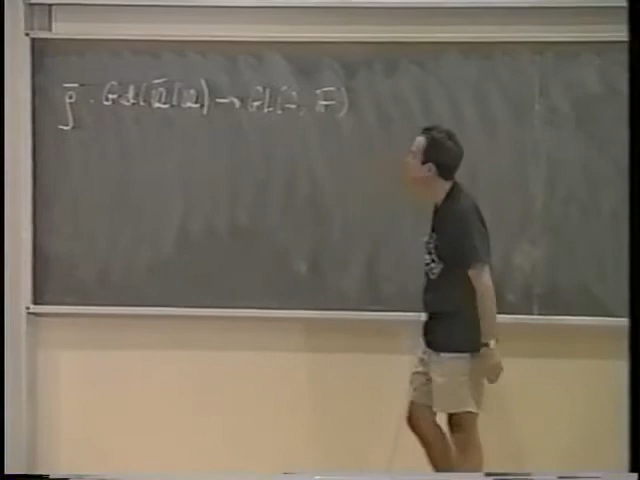 ρ̄ : Gal(Q̄/Q) → GL(2, F)